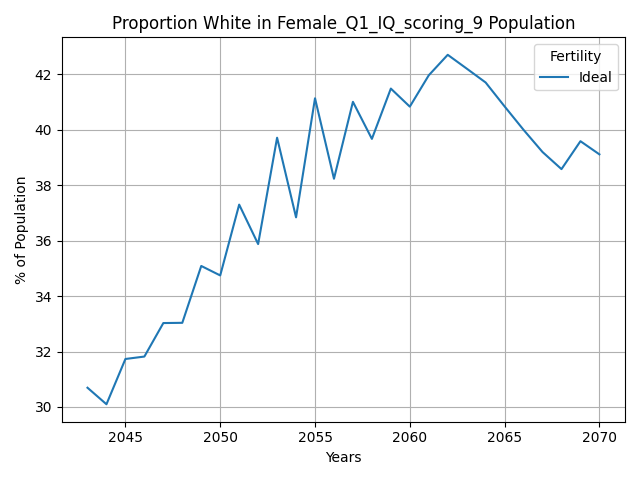 Proportion White in Female_Q1_IQ_scoring_9 Population
Fertility
Ideal
% of Population
42
40
38
36
34
32
30
2045 2050 2055 2060 2065 2070
Years